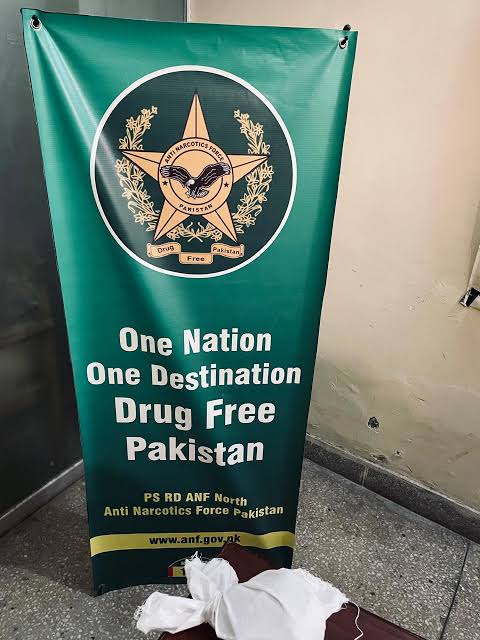 ANTI NARCOTICS FORCE
PAKISTAN
Drug Free Pakistan
One Nation
One Destination
Drug Free
Pakistan
PS RD ANF North
Anti Narcotics Force Pakistan
www.anf.gov.pk